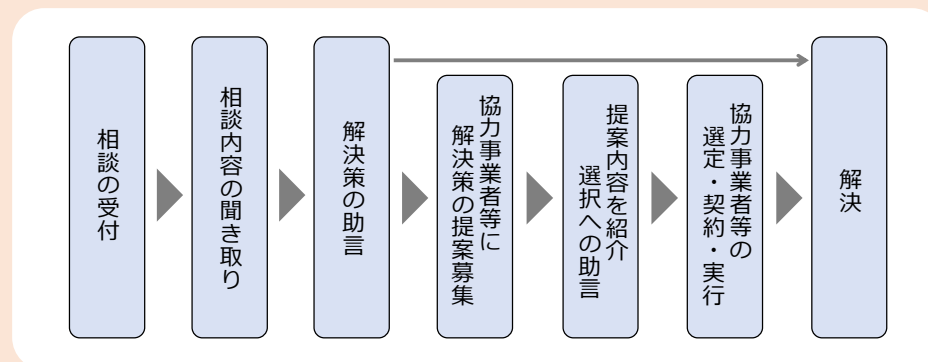 相談の受付
相談内容の聞き取り
解決策の助言
協力事業者等に
解決策の提案募集
提案内容を紹介
選択への助言
協力事業者等の
選定・契約・実行
解決